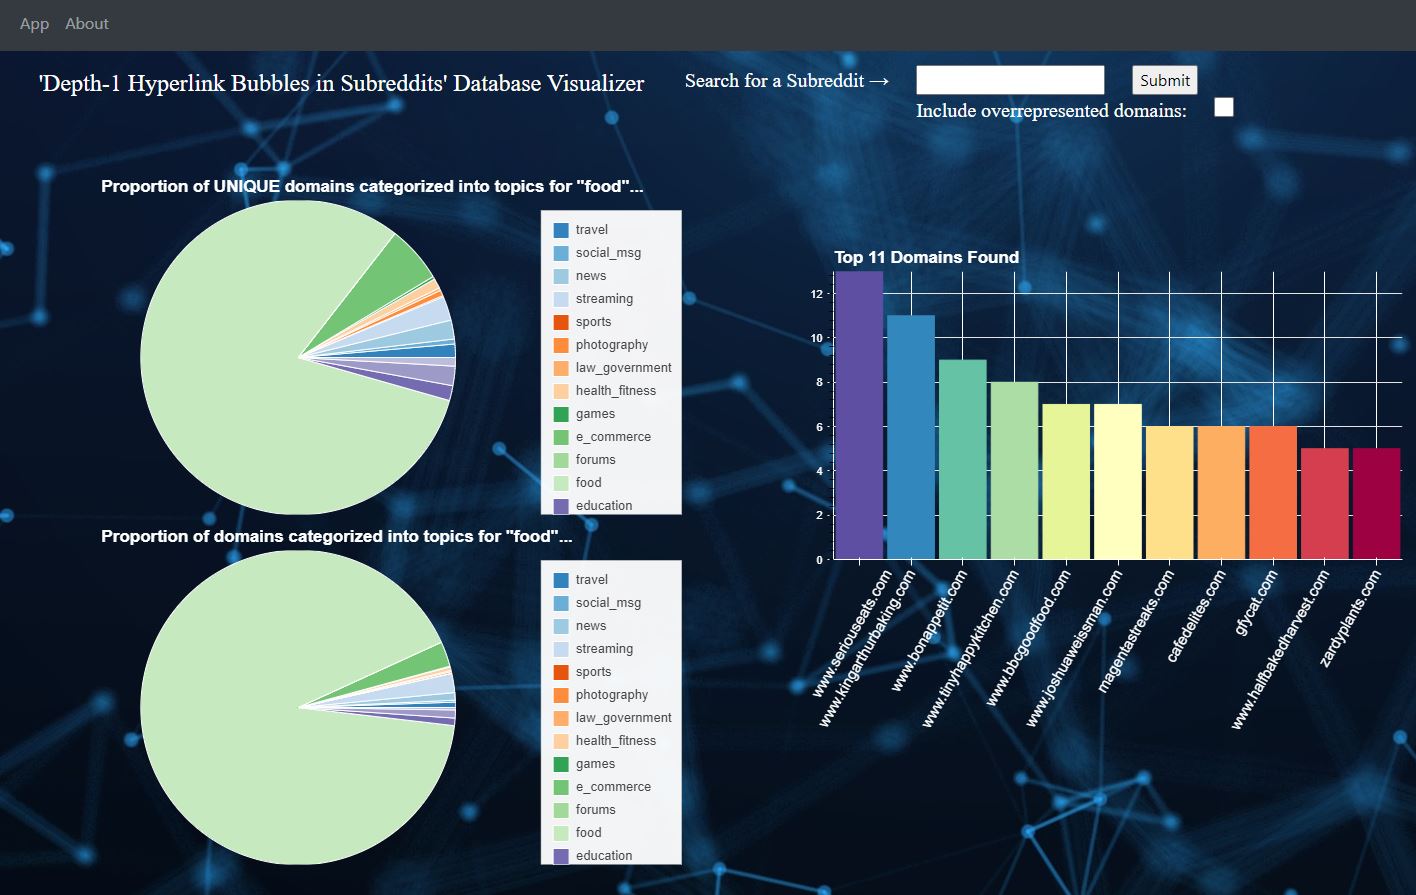 App About
'Depth-1 Hyperlink Bubbles in Subreddits' Database Visualizer
Search for a Subreddit →
Submit
Include overrepresented domains:
Proportion of UNIQUE domains categorized into topics for "food"...
travel
social_msg
news
streaming
sports
photography
law_government
health_fitness
games
e_commerce
forums
food
education
Proportion of domains categorized into topics for "food"...
travel
social_msg
news
streaming
sports
photography
law_government
health_fitness
games
e_commerce
forums
food
education
Top 11 Domains Found
12
10
8
6
4
2
0
www.seriouseats.com
www.kingarthurbaking.com
www.bonappetit.com
www.tinyhappykitchen.com
www.bbcgoodfood.com
www.joshuaweissman.com
magentastreaks.com
cafedelites.com
gfycat.com
www.halfbakedharvest.com
zardyplants.com